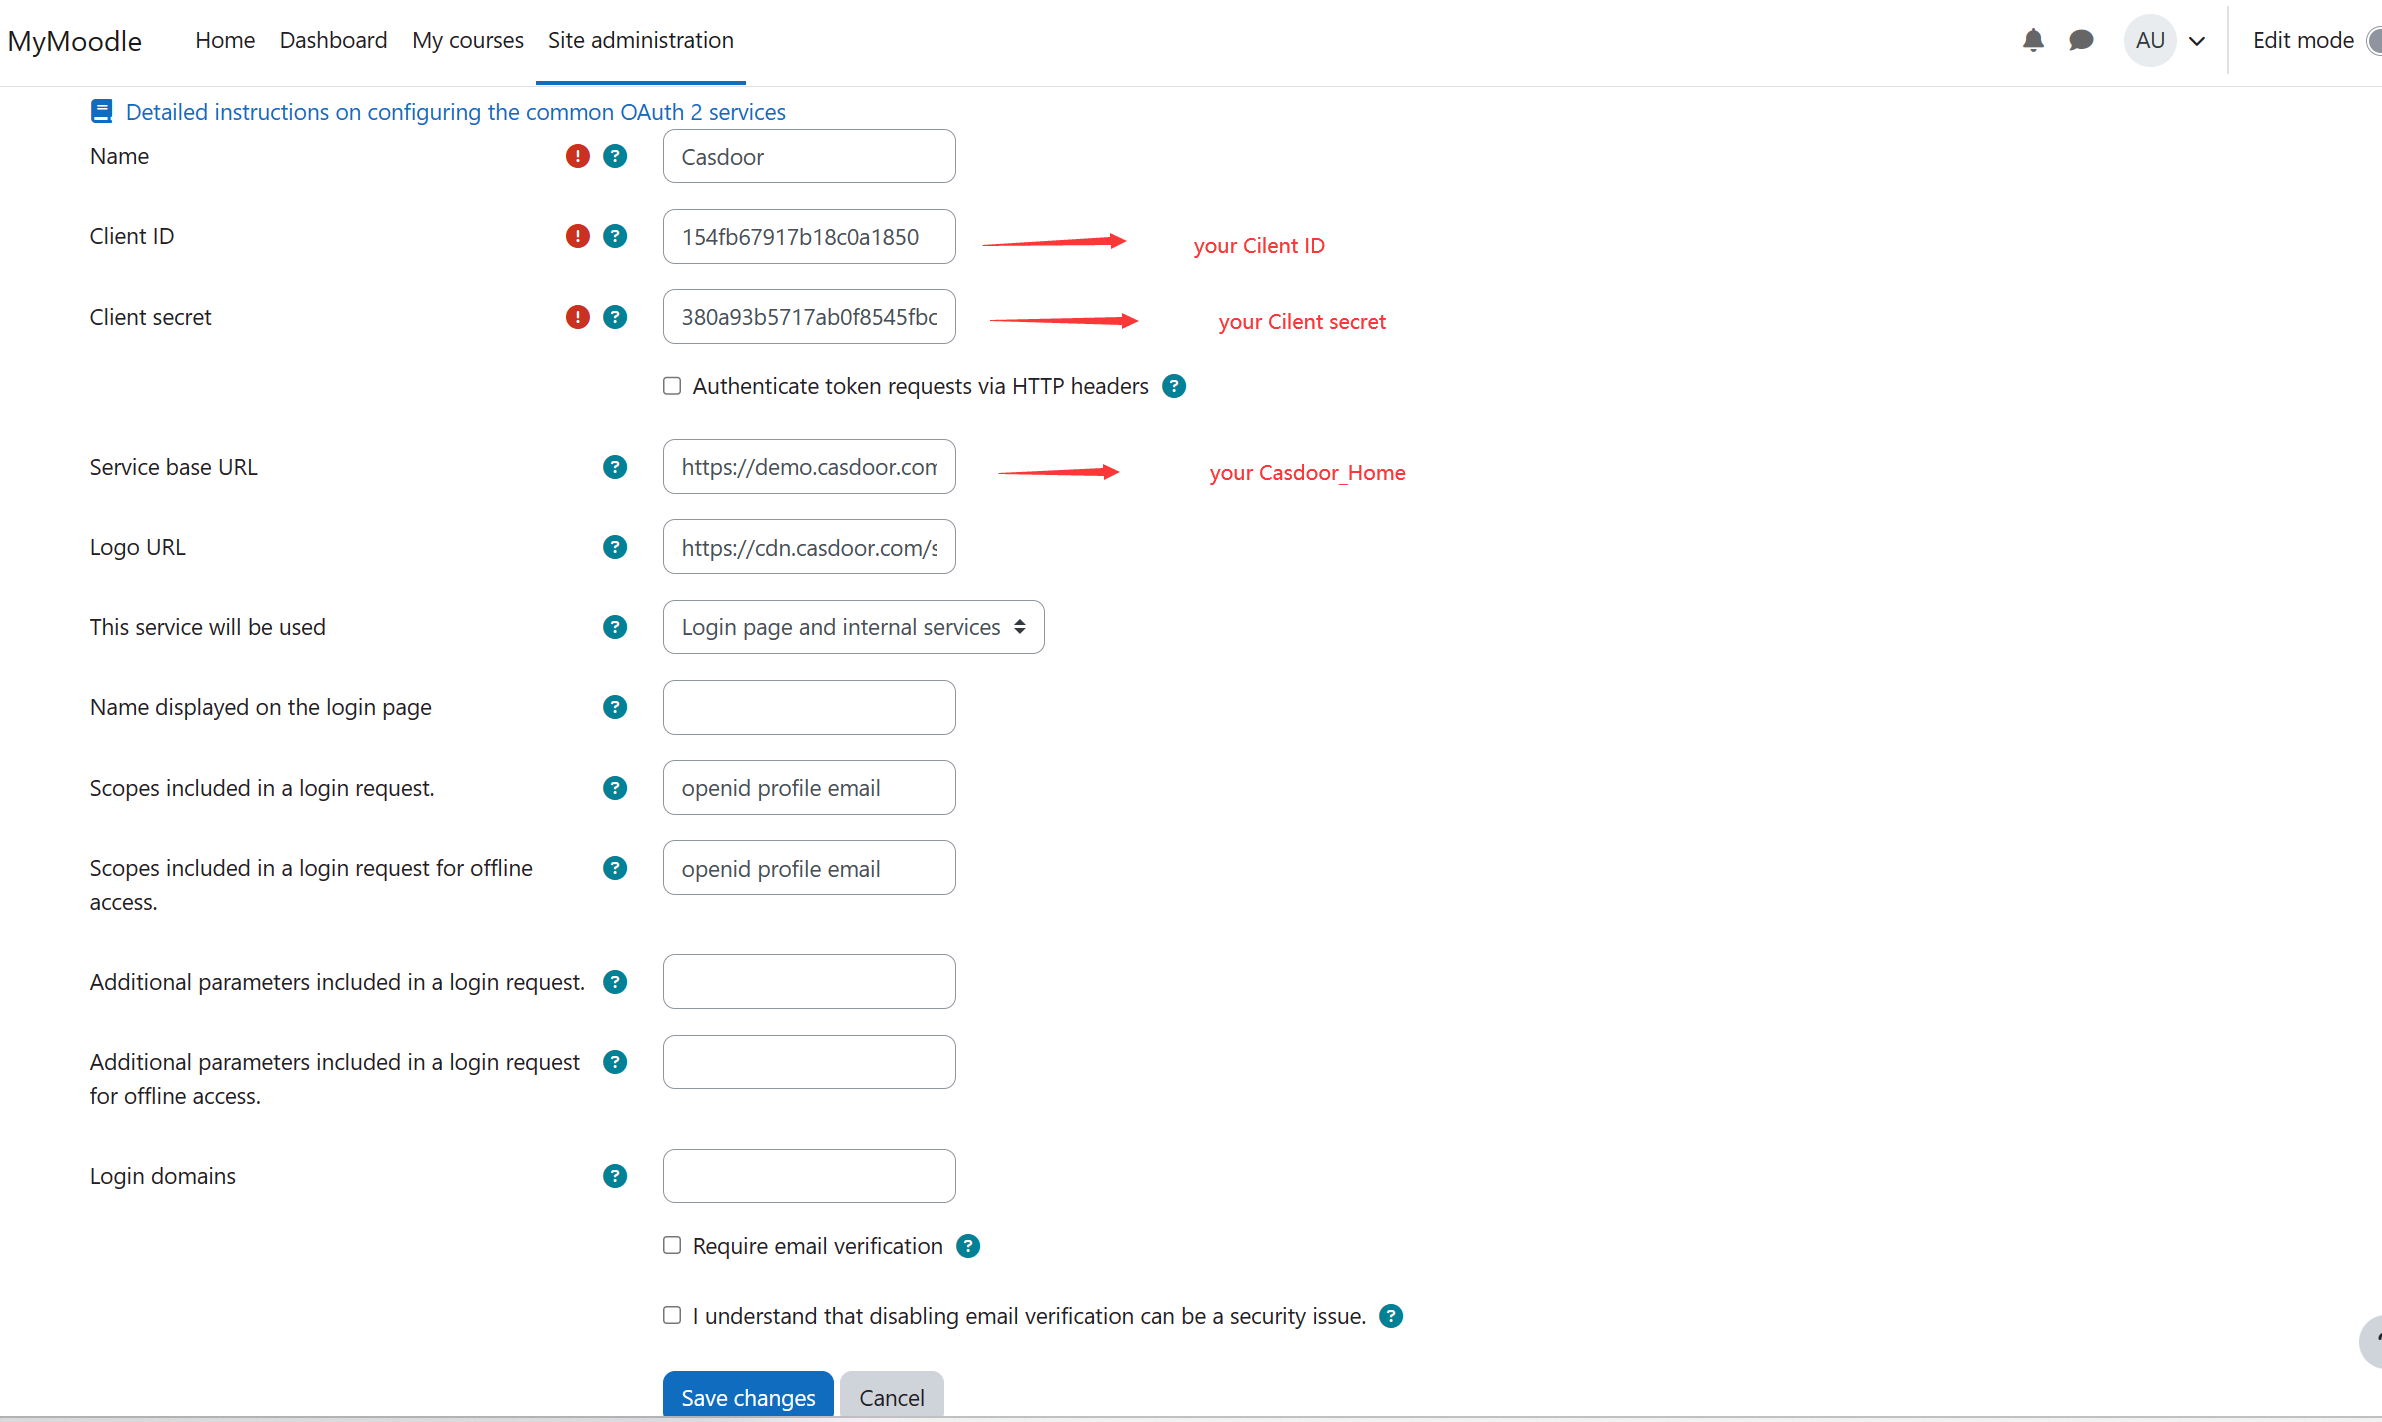 MyMoodle Home Dashboard My courses Site administration AU Edit mode
Detailed instructions on configuring the common OAuth 2 services
Name ! ? Casdoor
Client ID ! ? 154fb67917b18c0a1850 your Cilent ID
Client secret ! ? 380a93b5717ab0f8545fbc your Cilent secret
Authenticate token requests via HTTP headers ?
Service base URL ? https://demo.casdoor.com your Casdoor_Home
Logo URL ? https://cdn.casdoor.com/s
This service will be used ? Login page and internal services
Name displayed on the login page ?
Scopes included in a login request. ? openid profile email
Scopes included in a login request for offline ? openid profile email
access.
Additional parameters included in a login request. ?
Additional parameters included in a login request ?
for offline access.
Login domains ?
Require email verification ?
I understand that disabling email verification can be a security issue. ?
Save changes Cancel